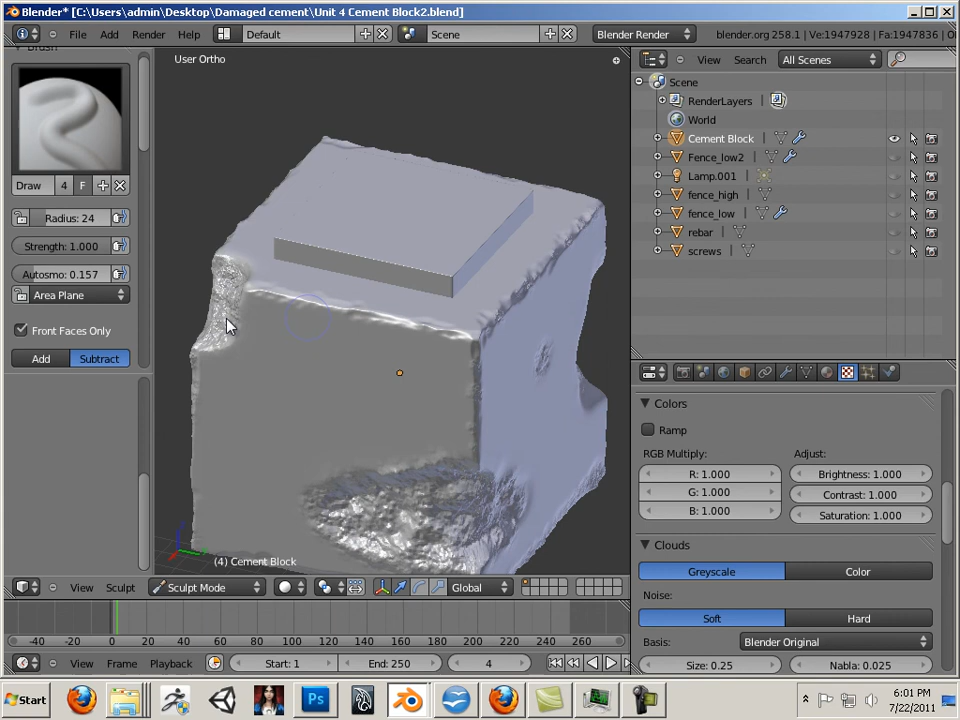 Blender* [C:\Users\admin\Desktop\Damaged cement\Unit 4 Cement Block2.blend]
File Add Render Help Default Scene Blender Render blender.org 258.1 | Ve:1947928 | Fa:1947836 | O
Brush
User Ortho
View Search All Scenes
Scene
RenderLayers
World
Cement Block
Fence_low2
Lamp.001
fence_high
fence_low
rebar
screws
Draw 4 F
Radius: 24
Strength: 1.000
Autosmo: 0.157
Area Plane
Front Faces Only
Add Subtract
Colors
Ramp
RGB Multiply: Adjust:
R: 1.000 Brightness: 1.000
G: 1.000 Contrast: 1.000
B: 1.000 Saturation: 1.000
Clouds
Greyscale Color
Noise:
Soft Hard
Basis: Blender Original
Size: 0.25 Nabla: 0.025
(4) Cement Block
View Sculpt Sculpt Mode Global
-40 -20 0 20 40 60 80 100 120 140 160 180 200 220 240 260
View Frame Playback Start: 1 End: 250 4
Start Ps 6:01 PM
7/22/2011